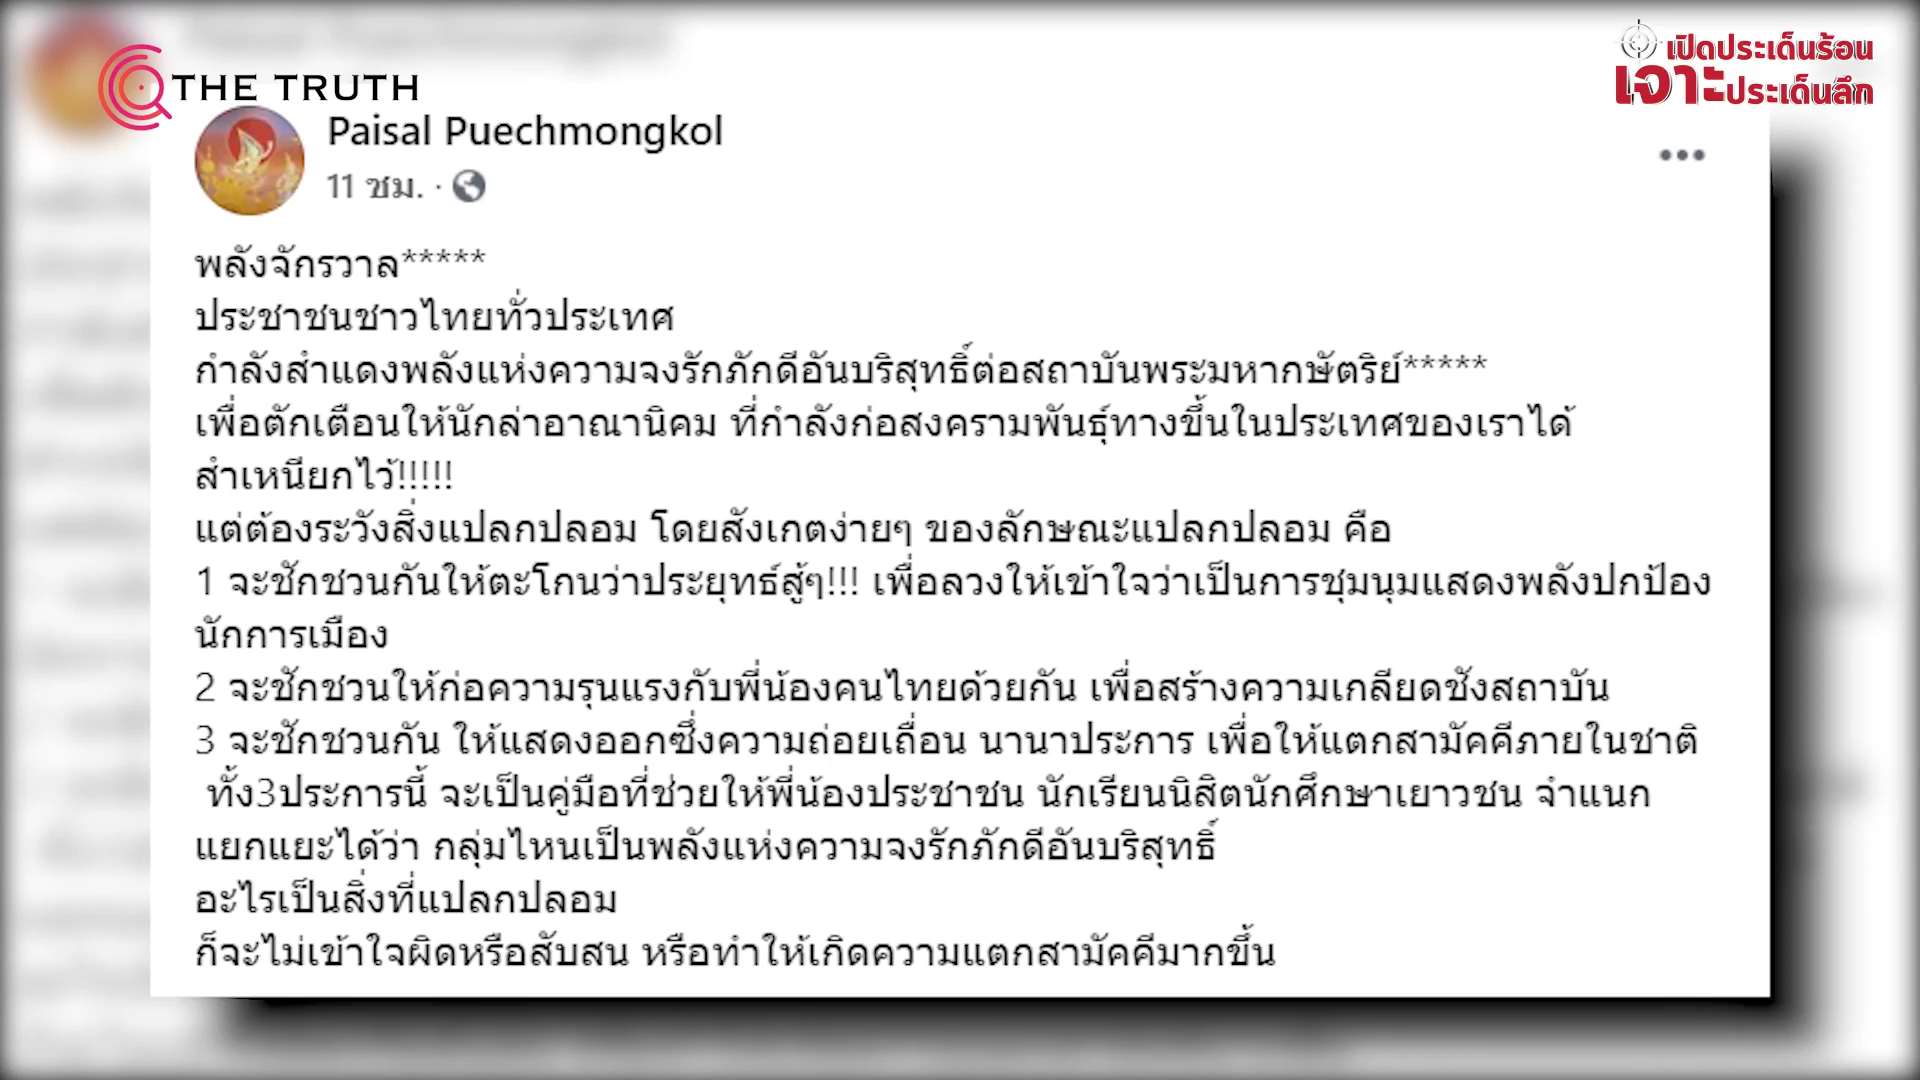 THE TRUTH
เปิดประเด็นร้อน
เจาะประเด็นลึก
Paisal Puechmongkol
11 ชม. ·
พลังจักรวาล*****
ประชาชนชาวไทยทั่วประเทศ
กำลังสำแดงพลังแห่งความจงรักภักดีอันบริสุทธิ์ต่อสถาบันพระมหากษัตริย์*****
เพื่อตักเตือนให้นักล่าอาณานิคม ที่กำลังก่อสงครามพันธุ์ทางขึ้นในประเทศของเราได้
สำเหนียกไว้!!!!!
แต่ต้องระวังสิ่งแปลกปลอม โดยสังเกตง่ายๆ ของลักษณะแปลกปลอม คือ
1 จะชักชวนกันให้ตะโกนว่าประยุทธ์สู้ๆ!!! เพื่อลวงให้เข้าใจว่าเป็นการชุมนุมแสดงพลังปกป้อง
นักการเมือง
2 จะชักชวนให้ก่อความรุนแรงกับพี่น้องคนไทยด้วยกัน เพื่อสร้างความเกลียดชังสถาบัน
3 จะชักชวนกัน ให้แสดงออกซึ่งความถ่อยเถื่อน นานาประการ เพื่อให้แตกสามัคคีภายในชาติ
ทั้ง3ประการนี้ จะเป็นคู่มือที่ช่วยให้พี่น้องประชาชน นักเรียนนิสิตนักศึกษาเยาวชน จำแนก
แยกแยะได้ว่า กลุ่มไหนเป็นพลังแห่งความจงรักภักดีอันบริสุทธิ์
อะไรเป็นสิ่งที่แปลกปลอม
ก็จะไม่เข้าใจผิดหรือสับสน หรือทำให้เกิดความแตกสามัคคีมากขึ้น